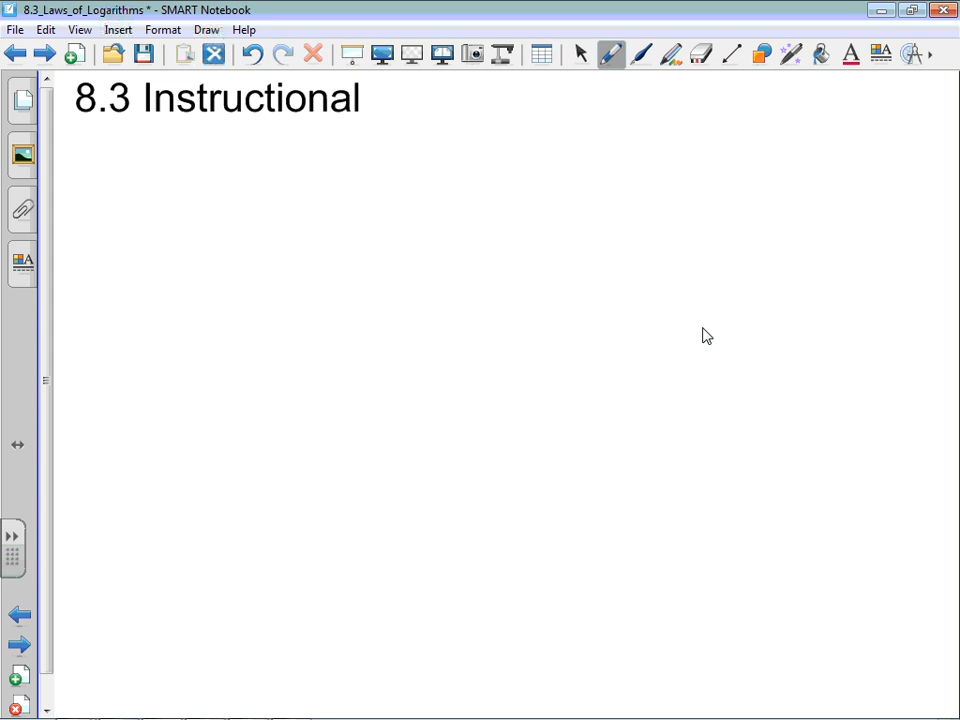 8.3_Laws_of_Logarithms * - SMART Notebook
File Edit View Insert Format Draw Help
8.3 Instructional